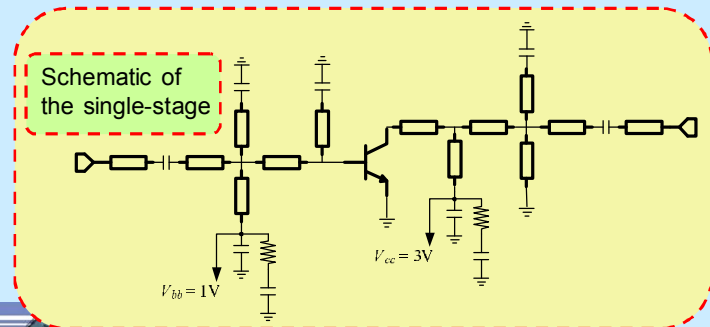 Schematic of
the single-stage
V_bb = 1V
V_cc = 3V